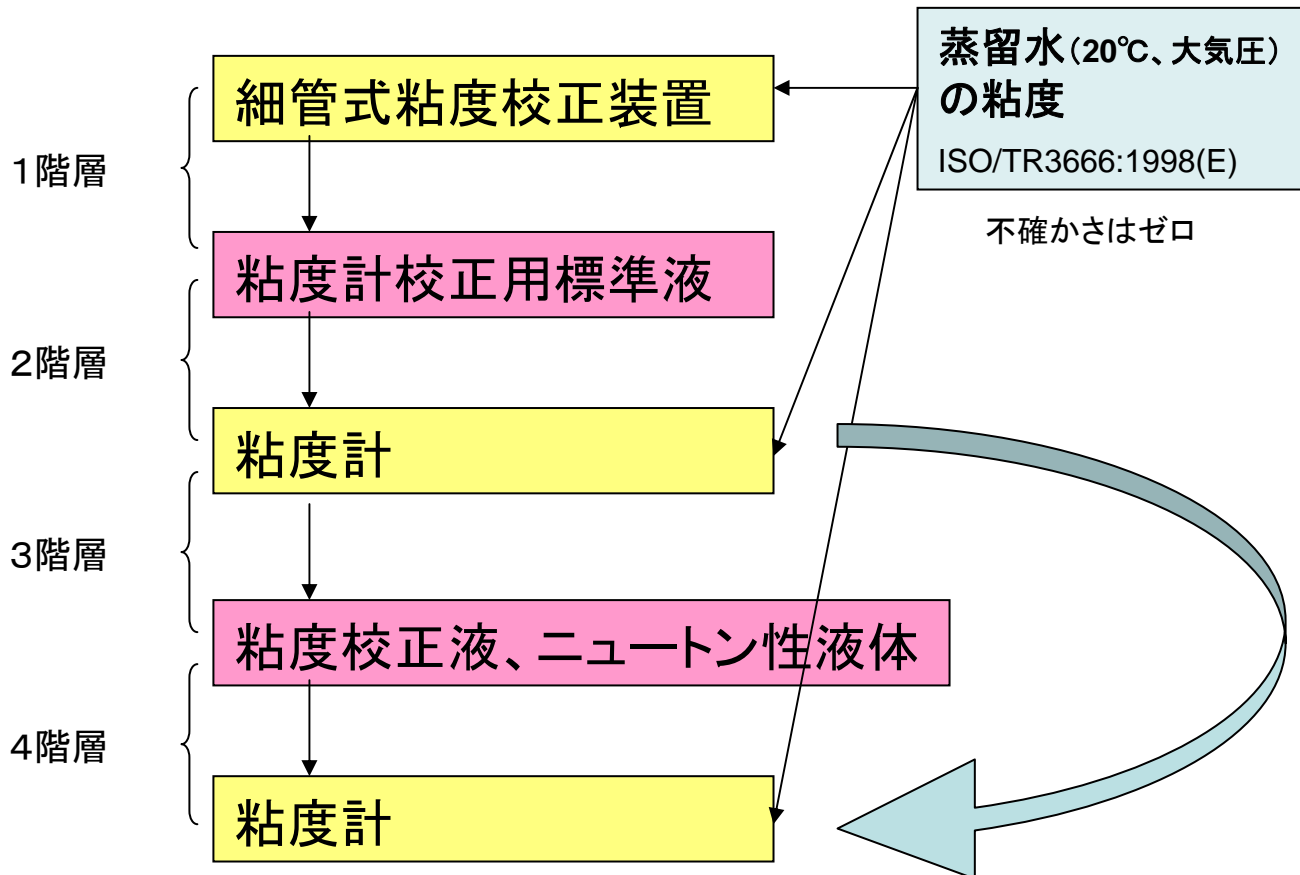 蒸留水(20℃、大気圧)
の粘度
ISO/TR3666:1998(E)
不確かさはゼロ
細管式粘度校正装置
1階層
粘度計校正用標準液
2階層
粘度計
3階層
粘度校正液、ニュートン性液体
4階層
粘度計